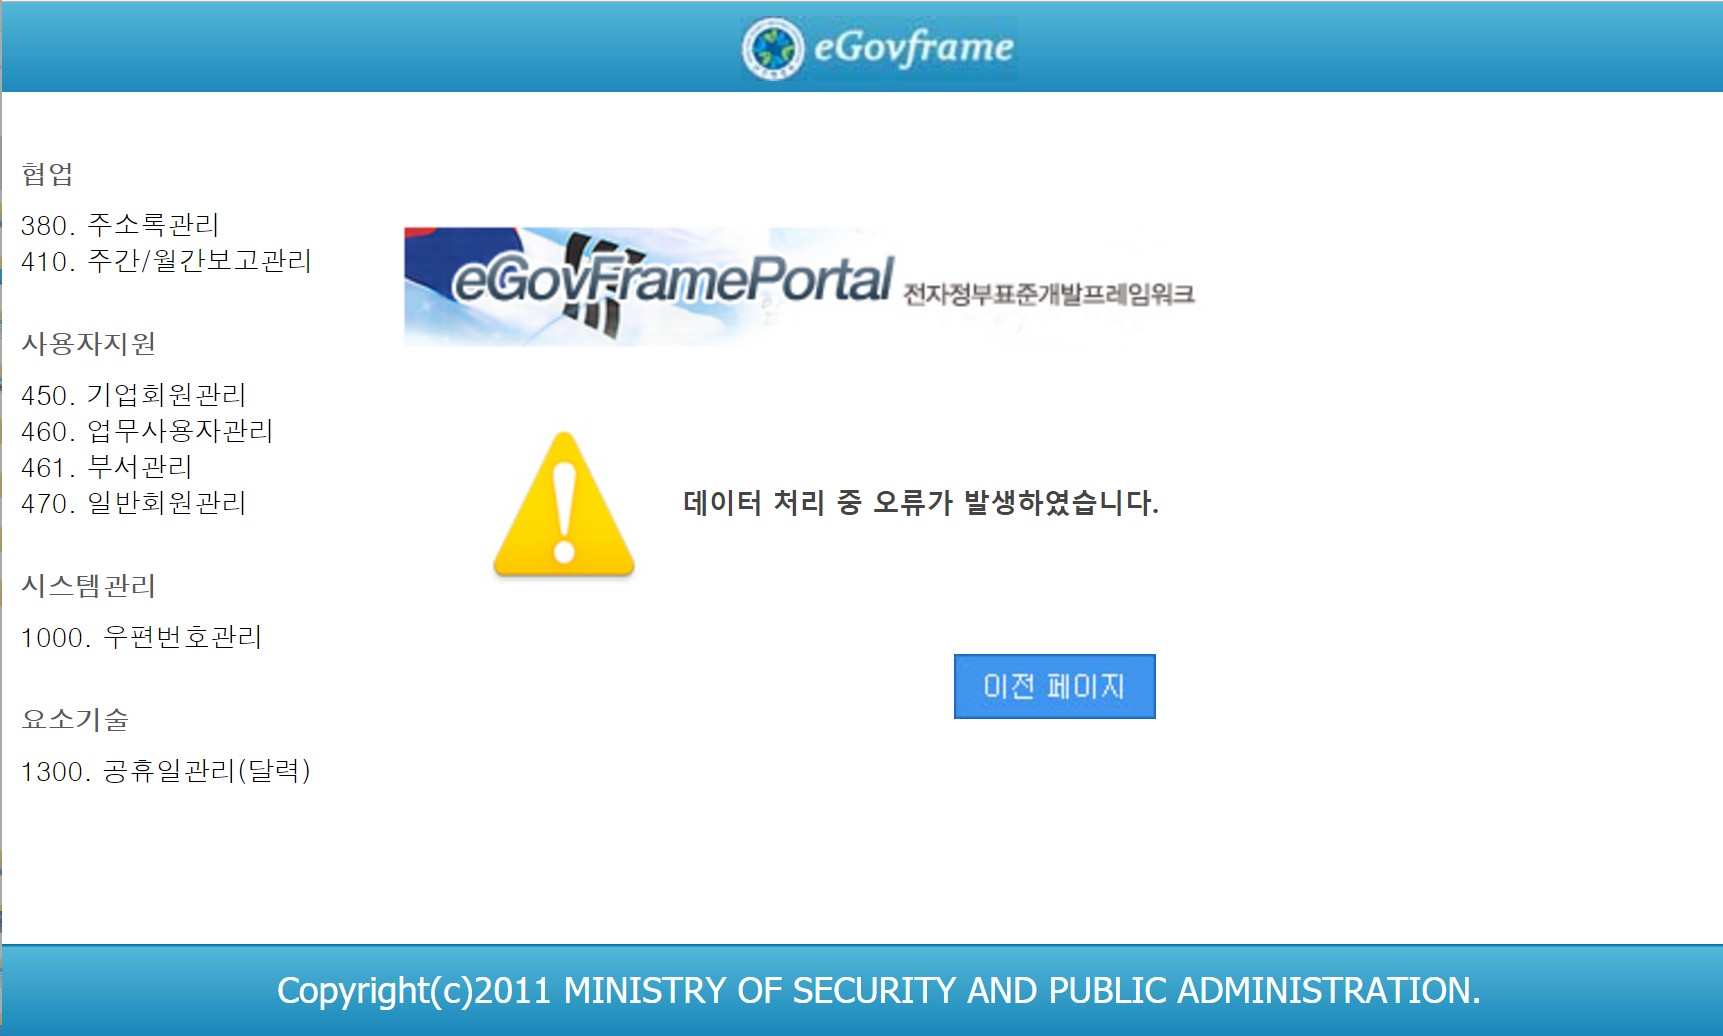 eGovframe
협업
380. 주소록관리
410. 주간/월간보고관리
사용자지원
450. 기업회원관리
460. 업무사용자관리
461. 부서관리
470. 일반회원관리
시스템관리
1000. 우편번호관리
요소기술
1300. 공휴일관리(달력)
eGovFramePortal 전자정부표준개발프레임워크
데이터 처리 중 오류가 발생하였습니다.
이전 페이지
Copyright(c)2011 MINISTRY OF SECURITY AND PUBLIC ADMINISTRATION.